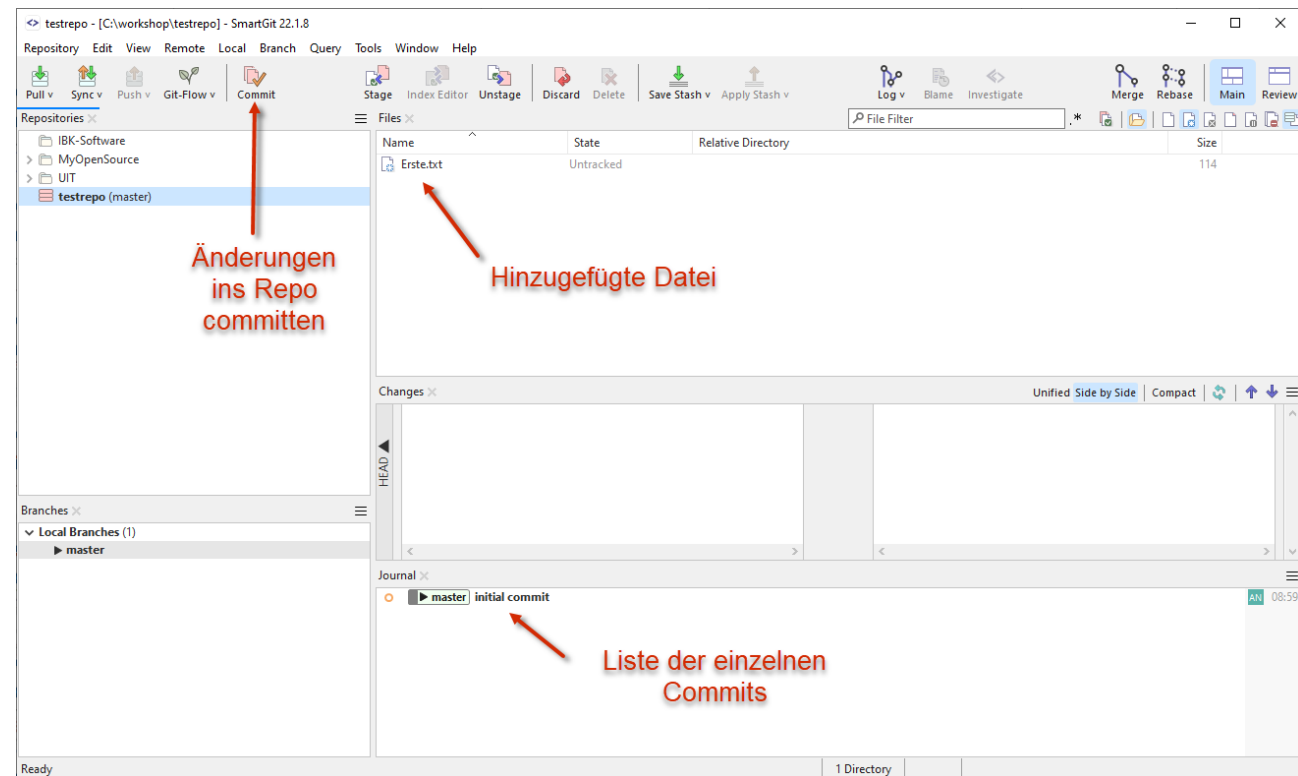 testrepo - [C:\workshop\testrepo] - SmartGit 22.1.8
Repository Edit View Remote Local Branch Query Tools Window Help
Pull Sync Push Git-Flow Commit Stage Index Editor Unstage Discard Delete Save Stash Apply Stash Log Blame Investigate Merge Rebase Main Review
Repositories
IBK-Software
MyOpenSource
UIT
testrepo (master)
Files
File Filter
.*
Name State Relative Directory Size
Erste.txt Untracked 114
Änderungen
ins Repo
committen
Hinzugefügte Datei
Changes
Unified Side by Side Compact
HEAD
Branches
Local Branches (1)
master
Journal
master initial commit AN 08:59
Liste der einzelnen
Commits
Ready 1 Directory